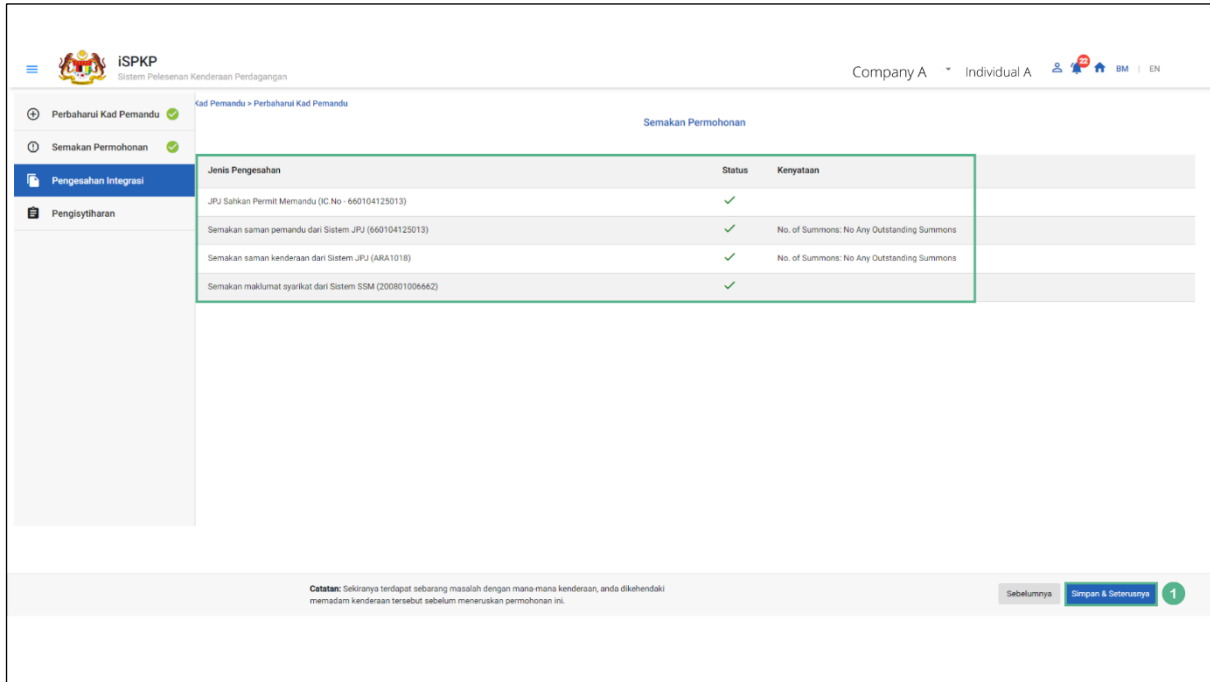 iSPKP
Sistem Pelesenan Kenderaan Perdagangan
Company A
Individual A
22
BM | EN
Perbaharui Kad Pemandu
Semakan Permohonan
Pengesahan Integrasi
Pengisytiharan
Kad Pemandu > Perbaharui Kad Pemandu
Semakan Permohonan
Jenis Pengesahan Status Kenyataan
JPJ Sahkan Permit Memandu (IC.No - 660104125013)
Semakan saman pemandu dari Sistem JPJ (660104125013) No. of Summons: No Any Outstanding Summons
Semakan saman kenderaan dari Sistem JPJ (ARA1018) No. of Summons: No Any Outstanding Summons
Semakan maklumat syarikat dari Sistem SSM (200801006662)
Catatan: Sekiranya terdapat sebarang masalah dengan mana-mana kenderaan, anda dikehendaki
memadam kenderaan tersebut sebelum meneruskan permohonan ini.
Sebelumnya
Simpan & Seterusnya
1